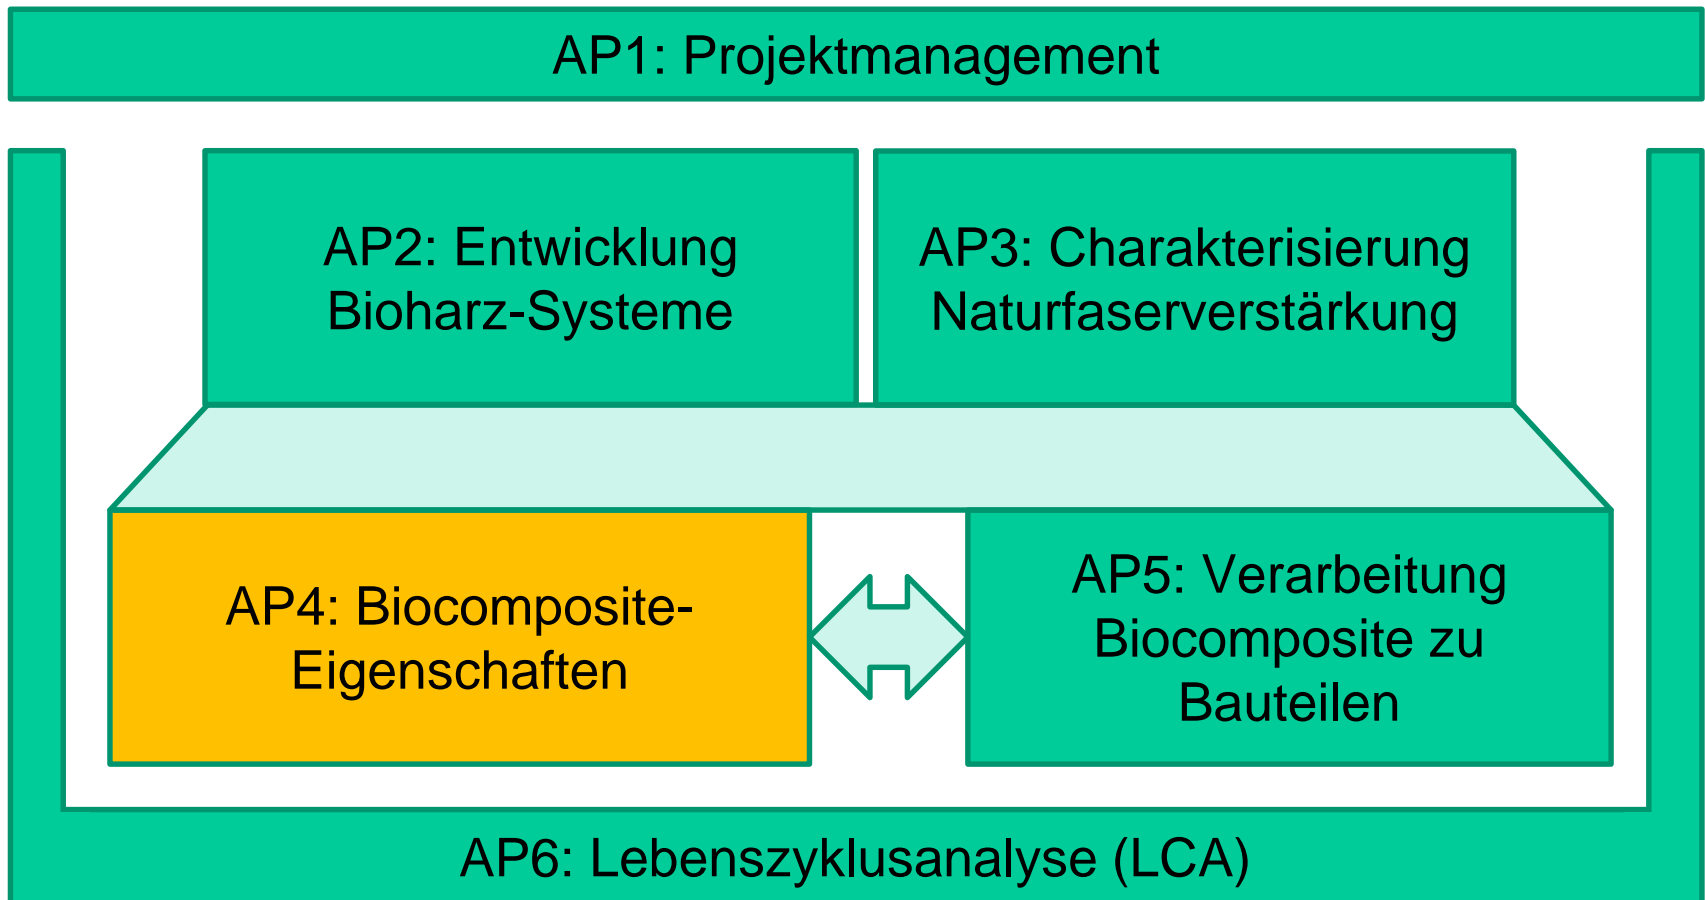 AP1: Projektmanagement
AP2: Entwicklung
Bioharz-Systeme
AP3: Charakterisierung
Naturfaserverstärkung
AP4: Biocomposite-
Eigenschaften
AP5: Verarbeitung
Biocomposite zu
Bauteilen
AP6: Lebenszyklusanalyse (LCA)